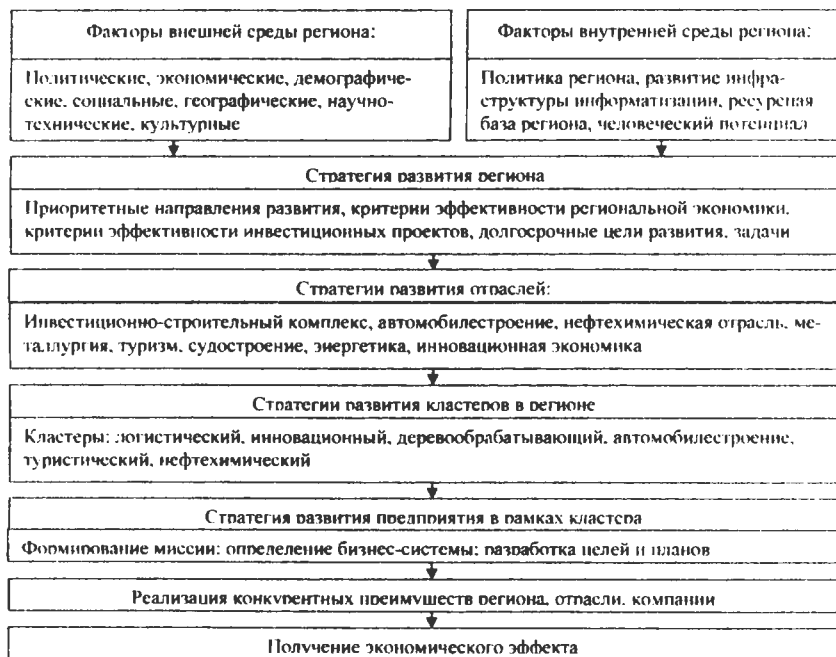 Факторы внешней среды региона:
Политические, экономические, демографиче-
ские, социальные, географические, научно-
технические, культурные
Факторы внутренней среды региона:
Политика региона, развитие инфра-
структуры информатизации, ресурсная
база региона, человеческий потенциал
Стратегия развития региона
Приоритетные направления развития, критерии эффективности региональной экономики,
критерии эффективности инвестиционных проектов, долгосрочные цели развития, задачи
Стратегии развития отраслей:
Инвестиционно-строительный комплекс, автомобилестроение, нефтехимическая отрасль, ме-
таллургия, туризм, судостроение, энергетика, инновационная экономика
Стратегии развития кластеров в регионе
Кластеры: логистический, инновационный, деревообрабатывающий, автомобилестроение,
туристический, нефтехимический
Стратегия развития предприятия в рамках кластера
Формирование миссии; определение бизнес-системы; разработка целей и планов
Реализация конкурентных преимуществ региона, отрасли, компании
Получение экономического эффекта